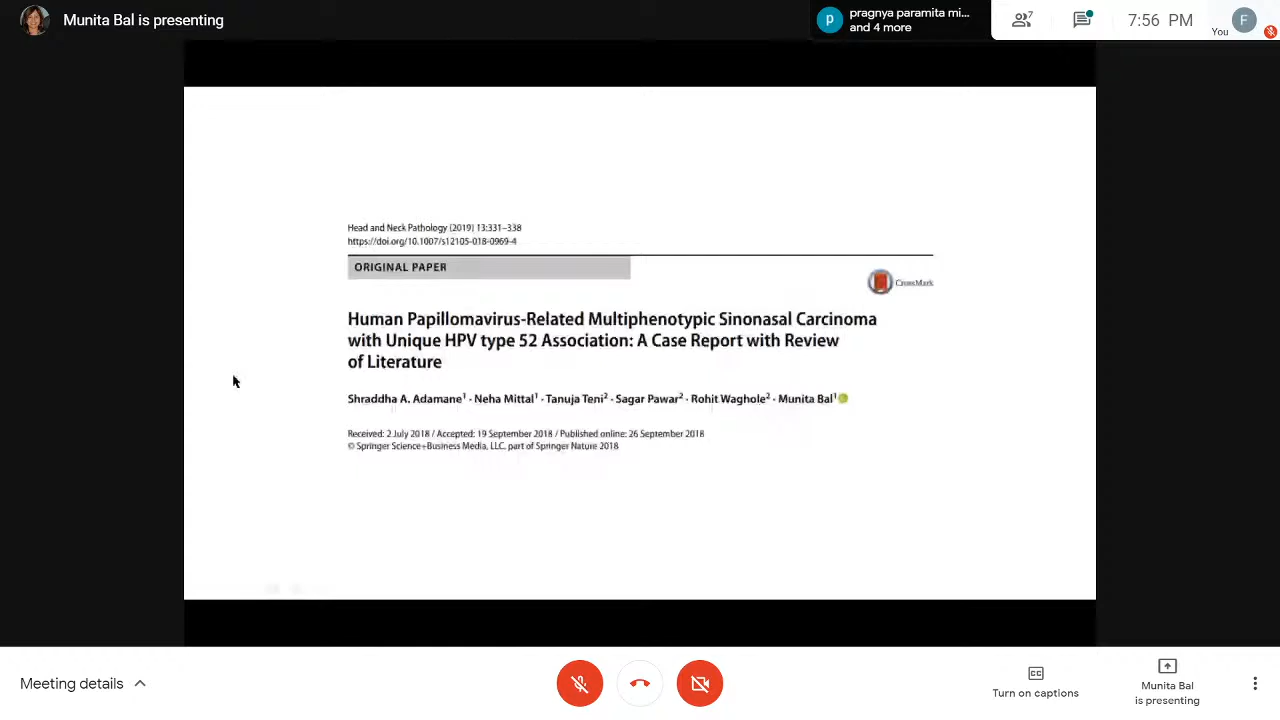 Munita Bal is presenting
p
pragnya paramita mi...
and 4 more
7
7:56 PM
You
F
Head and Neck Pathology (2019) 13:331–338
https://doi.org/10.1007/s12105-018-0969-4
ORIGINAL PAPER
CrossMark
Human Papillomavirus-Related Multiphenotypic Sinonasal Carcinoma
with Unique HPV type 52 Association: A Case Report with Review
of Literature
Shraddha A. Adamane1 · Neha Mittal1 · Tanuja Teni2 · Sagar Pawar2 · Rohit Waghole2 · Munita Bal1
Received: 2 July 2018 / Accepted: 19 September 2018 / Published online: 26 September 2018
© Springer Science+Business Media, LLC, part of Springer Nature 2018
Meeting details
CC
Turn on captions
Munita Bal
is presenting